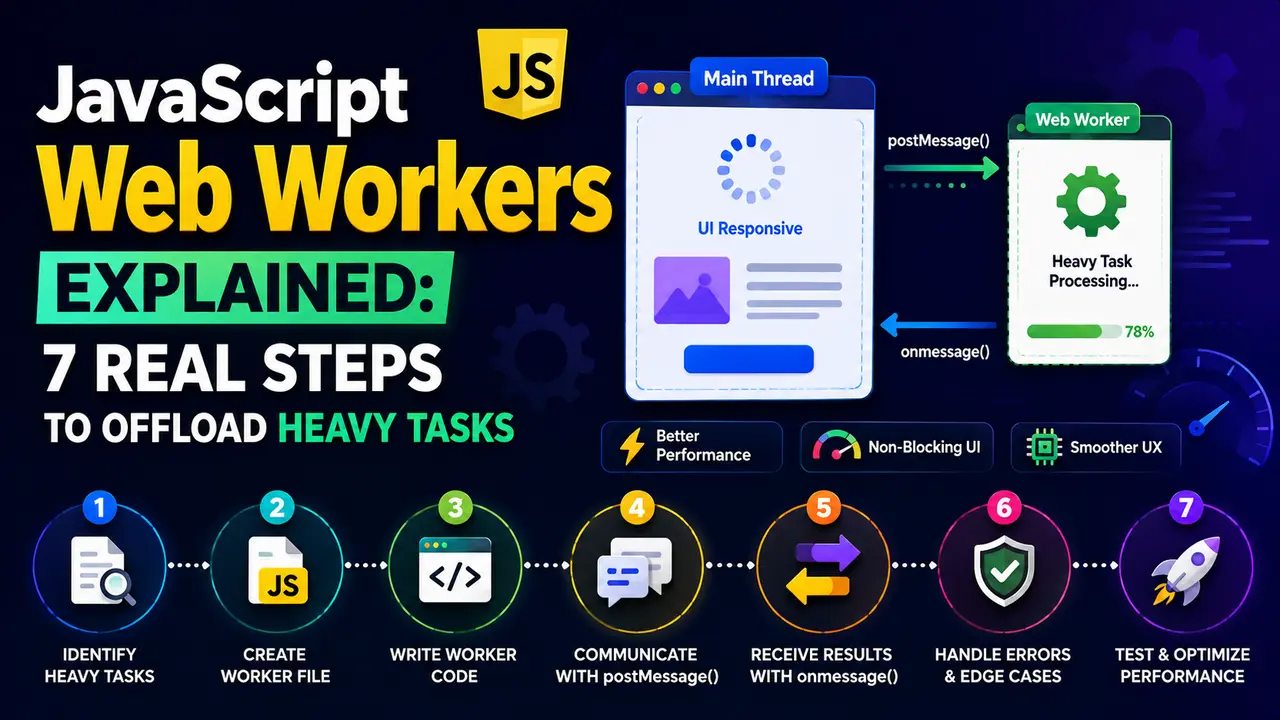 JavaScript
JS
Web Workers
EXPLAINED:
7 REAL STEPS
TO OFFLOAD HEAVY TASKS
Main Thread
UI Responsive
postMessage()
onmessage()
Web Worker
Heavy Task
Processing...
78%
Better
Performance
Non-Blocking UI
Smoother UX
1
IDENTIFY
HEAVY TASKS
2
JS
CREATE
WORKER FILE
3
</>
WRITE WORKER
CODE
4
COMMUNICATE
WITH postMessage()
5
RECEIVE RESULTS
WITH onmessage()
6
HANDLE ERRORS
& EDGE CASES
7
TEST & OPTIMIZE
PERFORMANCE